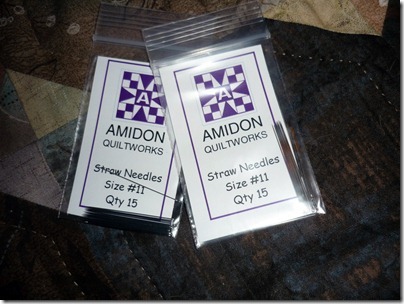 A
AMIDON
QUILTWORKS
Straw Needles
Size #11
Qty 15
A
AMIDON
QUILTWORKS
Straw Needles
Size #11
Qty 15